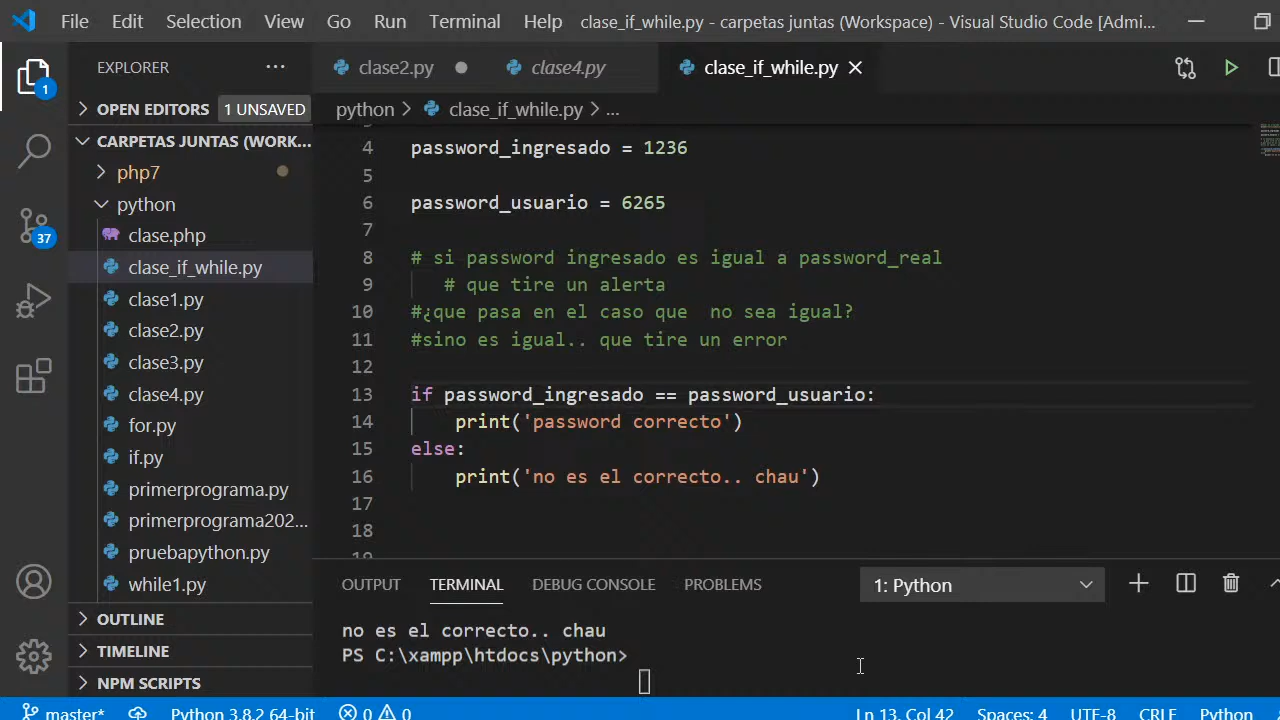 File Edit Selection View Go Run Terminal Help clase_if_while.py - carpetas juntas (Workspace) - Visual Studio Code [Admi...
EXPLORER ...
clase2.py clase4.py clase_if_while.py
1
OPEN EDITORS 1 UNSAVED
python > clase_if_while.py > ...
CARPETAS JUNTAS (WORK...
php7
python
clase.php
37
clase_if_while.py
clase1.py
clase2.py
clase3.py
clase4.py
for.py
if.py
primerprograma.py
primerprograma202...
pruebapython.py
while1.py
OUTLINE
TIMELINE
NPM SCRIPTS
4 password_ingresado = 1236
5
6 password_usuario = 6265
7
8 # si password ingresado es igual a password_real
9 # que tire un alerta
10 #¿que pasa en el caso que  no sea igual?
11 #sino es igual.. que tire un error
12
13 if password_ingresado == password_usuario:
14 print('password correcto')
15 else:
16 print('no es el correcto.. chau')
17
18
19
OUTPUT TERMINAL DEBUG CONSOLE PROBLEMS 1: Python
no es el correcto.. chau
PS C:\xampp\htdocs\python>
master* Python 3.8.2 64-bit 0 0 Ln 13, Col 42 Spaces: 4 UTF-8 CRLF Python